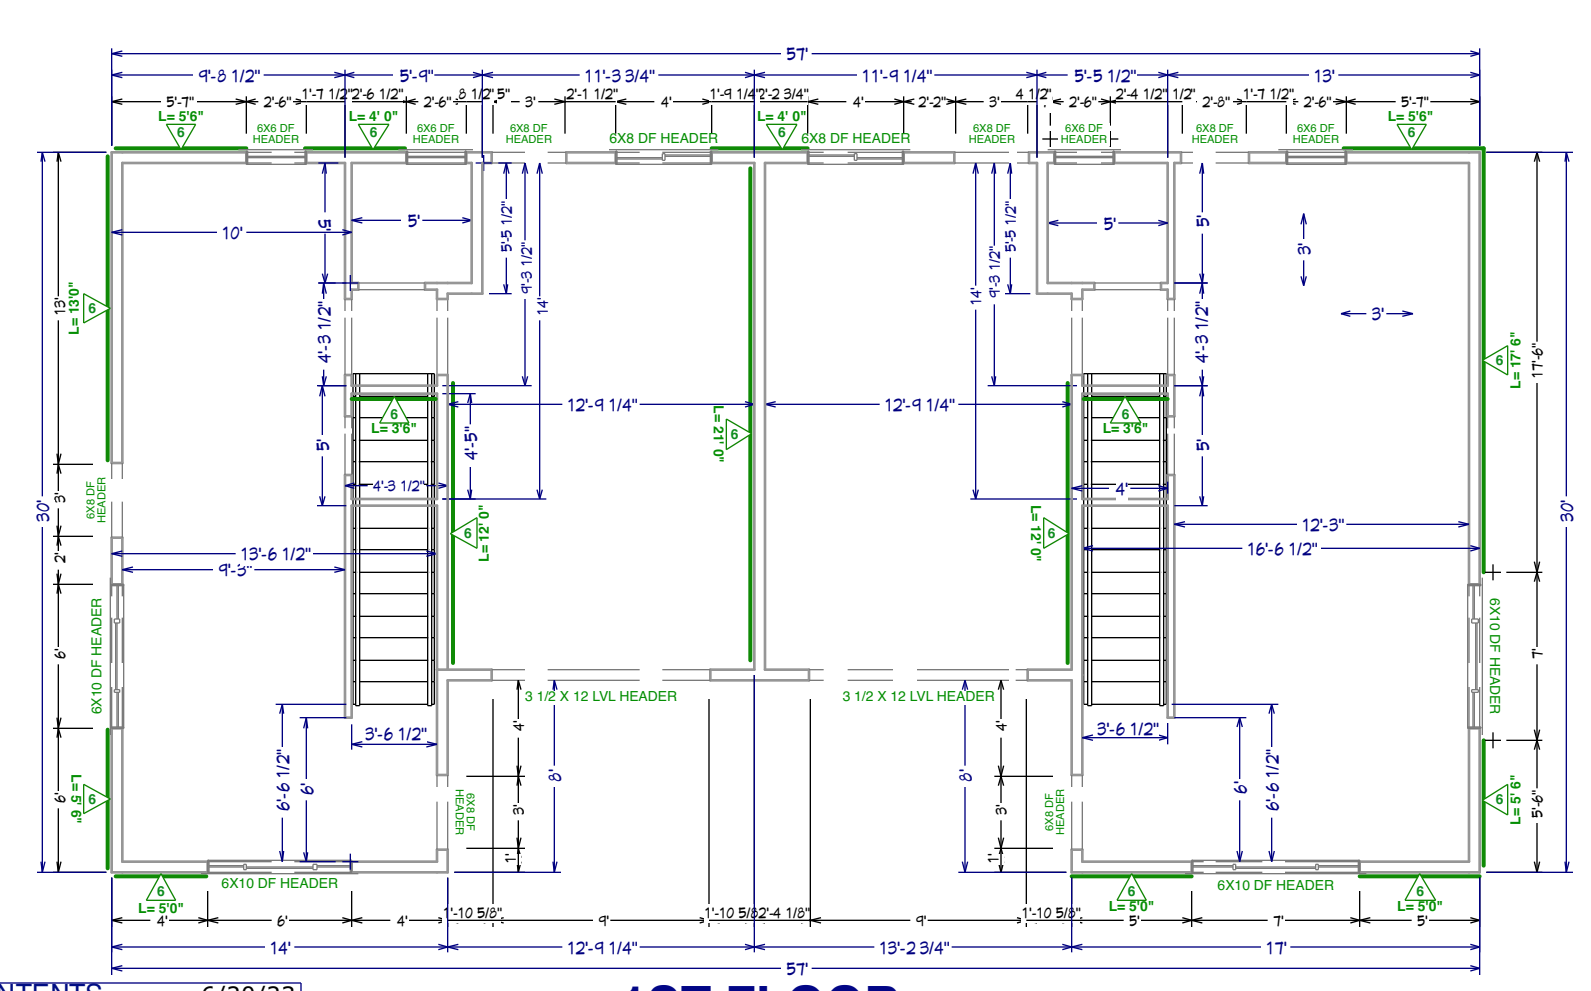 57'
9'-8 1/2" 5'-9" 11'-3 3/4" 11'-9 1/4" 5'-5 1/2" 13'
5'-7" 2'-6" 1'-7 1/2" 2'-6 1/2" 2'-6" 3' 2'-1 1/2" 4' 1'-9 1/4" 2'-2 3/4" 4' 2'-2" 3' 4 1/2" 2'-6" 2'-4 1/2" 1/2" 2'-8" 1'-7 1/2" 2'-6" 5'-7"
L= 5'6" L= 4' 0" L= 4' 0" L= 5'6"
6 6 6 6
6X6 DF HEADER
6X6 DF HEADER
6X8 DF HEADER
6X8 DF HEADER
6X8 DF HEADER
6X8 DF HEADER
6X6 DF HEADER
6X8 DF HEADER
6X6 DF HEADER
5' 5' 5'-5 1/2" 5'-5 1/2" 5' 5'
10'
9'-3 1/2" 14' 14' 9'-3 1/2"
3'
3'
13'
6
L= 13'0"
4'-3 1/2" 4'-3 1/2"
6
L= 17' 6"
17'-6"
6
L= 3'6"
12'-9 1/4" 12'-9 1/4"
6
L= 3'6"
5' 4'-5" 5'
6
L= 21' 0"
4'-3 1/2" 4'
30' 30'
3'
6X8 DF HEADER
2'
6
L= 12' 0"
6
L= 12' 0"
12'-3"
13'-6 1/2" 16'-6 1/2"
9'-3"
6'
6X10 DF HEADER
6X10 DF HEADER
7'
3 1/2 X 12 LVL HEADER 3 1/2 X 12 LVL HEADER
3'-6 1/2" 3'-6 1/2"
4' 4'
6'-6 1/2" 6' 8' 8' 6' 6'-6 1/2"
6'
6
L= 5' 6"
6X8 DF HEADER
3' 3'
6X8 DF HEADER
6
L= 5' 6"
5'-6"
1' 1'
6X10 DF HEADER 6X10 DF HEADER
6 6 6
L= 5'0" L= 5'0" L= 5'0"
4' 6' 4' 1'-10 5/8" 9' 1'-10 5/8" 2'-4 1/8" 9' 1'-10 5/8" 5' 7' 5'
14' 12'-9 1/4" 13'-2 3/4" 17'
57'